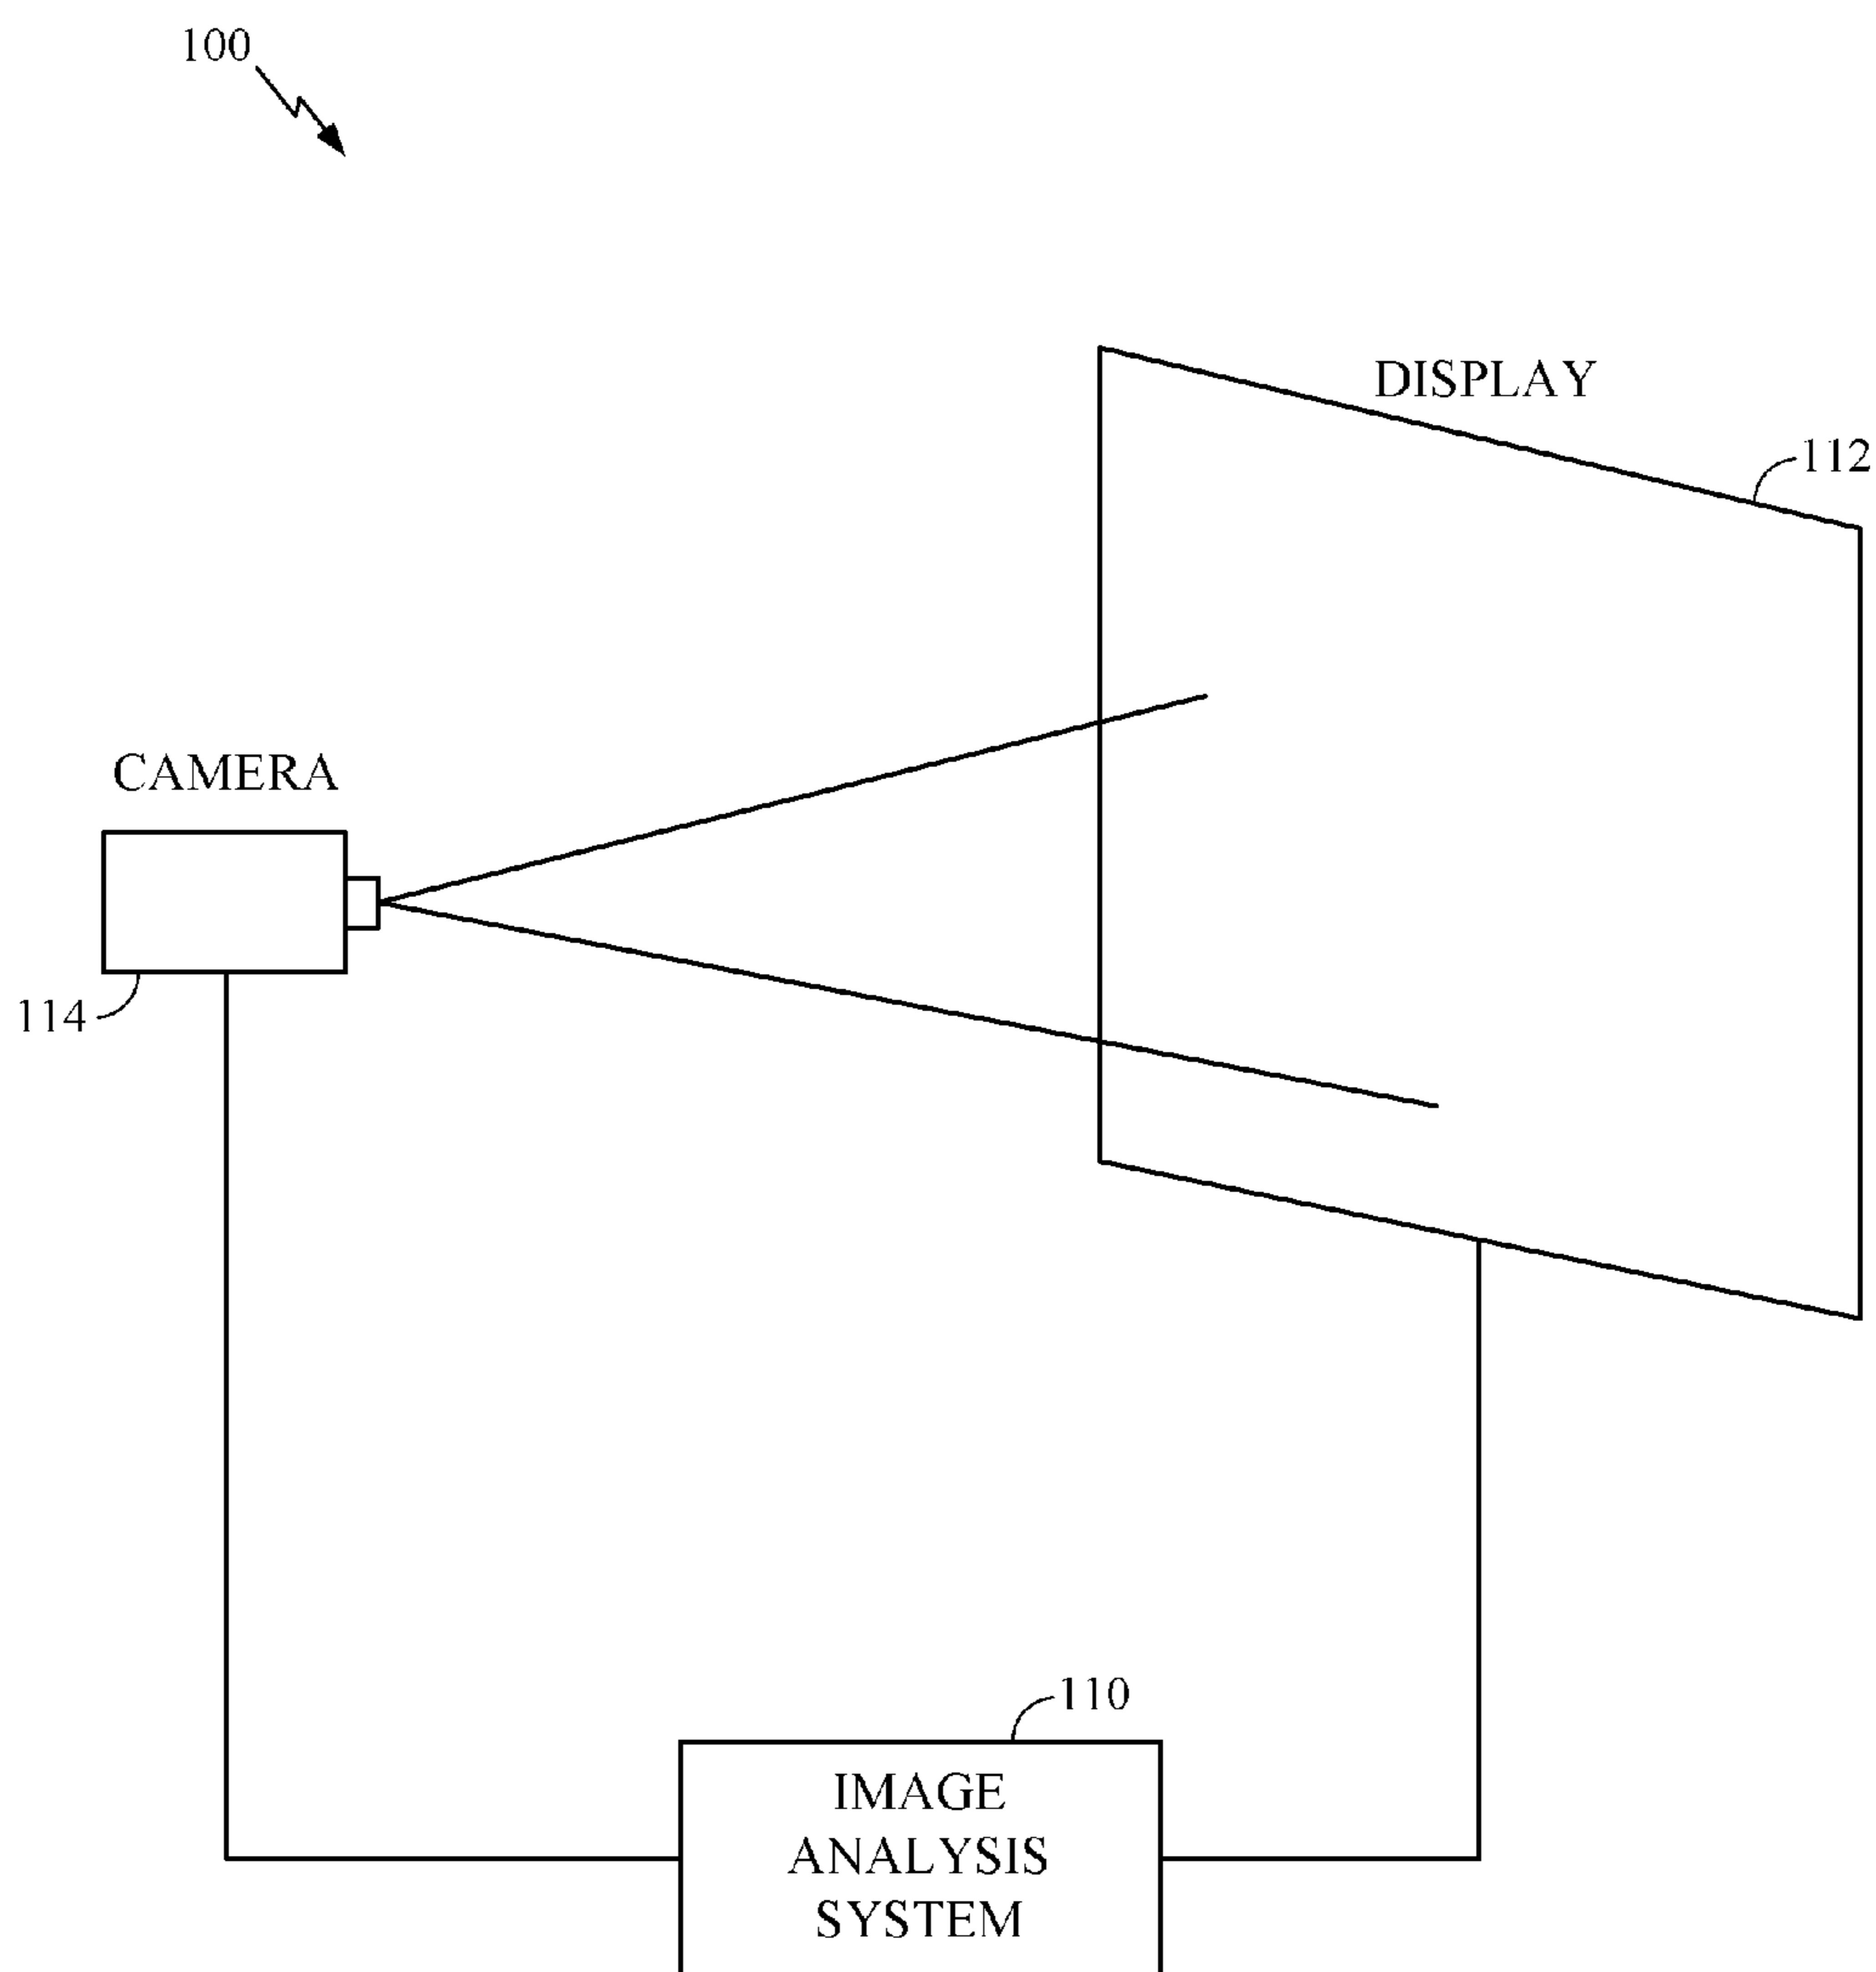 100
DISPLAY
112
CAMERA
114
110
IMAGE
ANALYSIS
SYSTEM